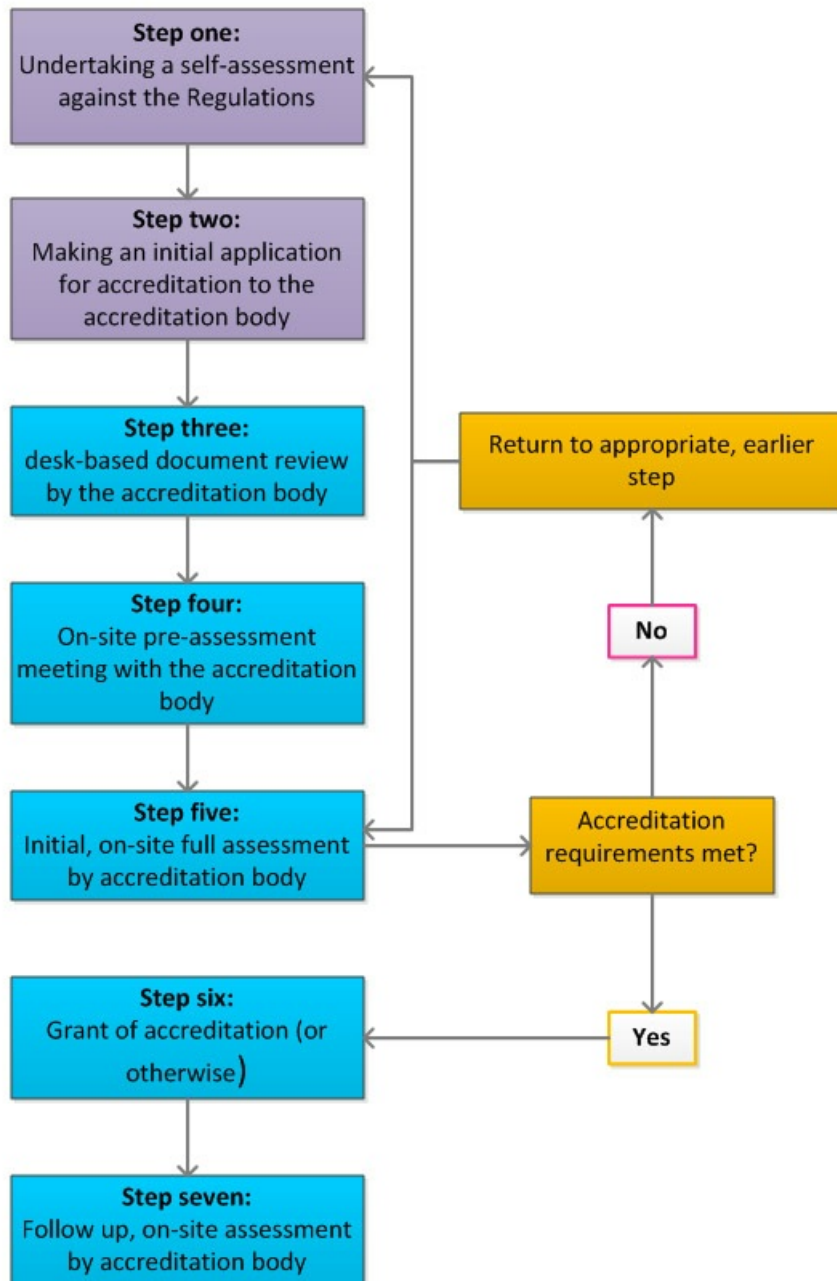 Step one:
Undertaking a self-assessment
against the Regulations
Step two:
Making an initial application
for accreditation to the
accreditation body
Step three:
desk-based document review
by the accreditation body
Return to appropriate, earlier
step
Step four:
On-site pre-assessment
meeting with the accreditation
body
No
Step five:
Initial, on-site full assessment
by accreditation body
Accreditation
requirements met?
Step six:
Grant of accreditation (or
otherwise)
Yes
Step seven:
Follow up, on-site assessment
by accreditation body